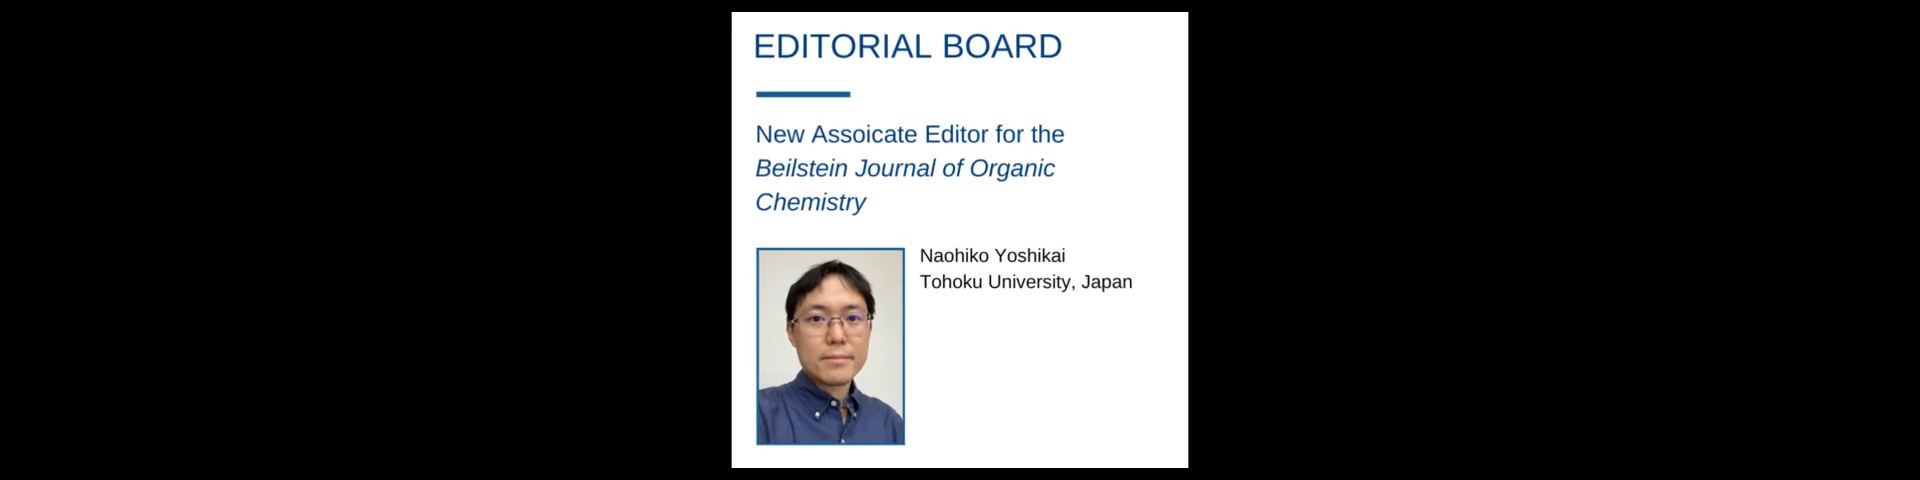 EDITORIAL BOARD
New Assoicate Editor for the
Beilstein Journal of Organic
Chemistry
Naohiko Yoshikai
Tohoku University, Japan